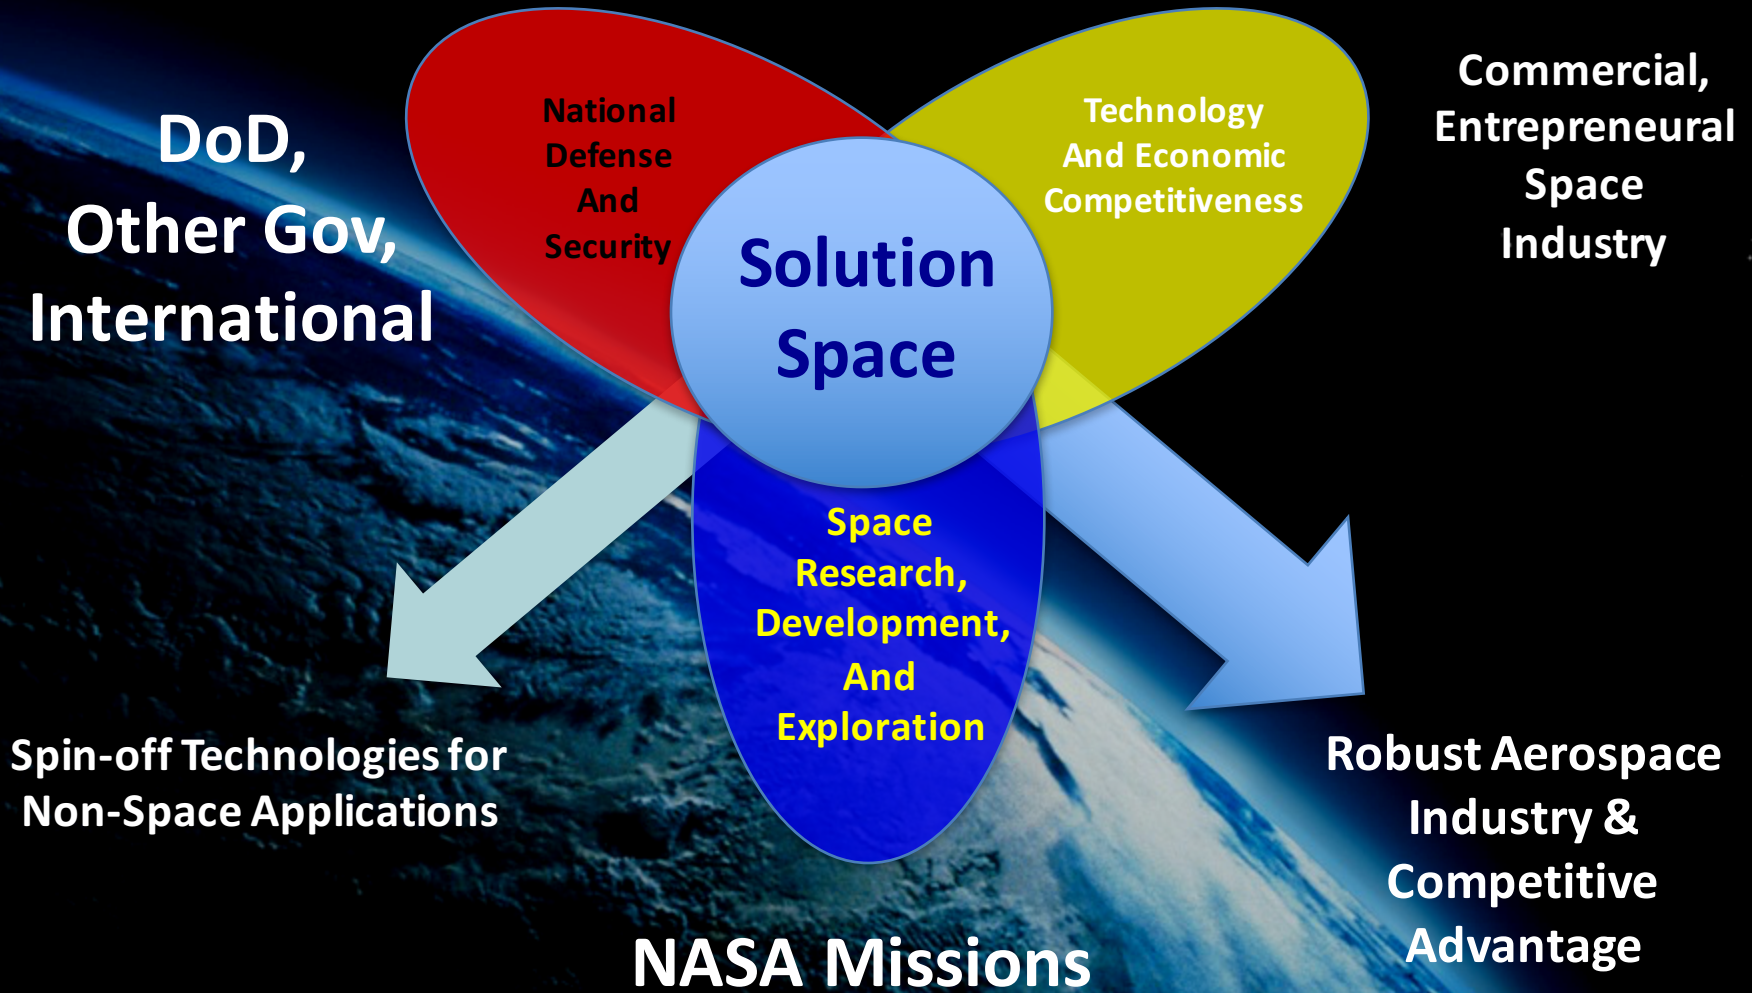 DoD,
Other Gov,
International
National
Defense
And
Security
Technology
And Economic
Competitiveness
Commercial,
Entrepreneural
Space
Industry
Solution
Space
Space
Research,
Development,
And
Exploration
Spin-off Technologies for
Non-Space Applications
Robust Aerospace
Industry &
Competitive
Advantage
NASA Missions